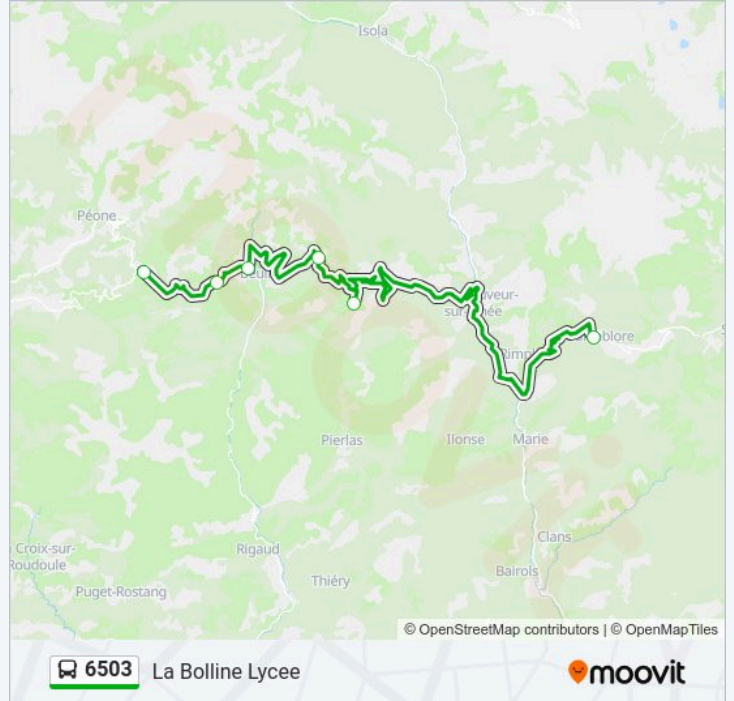 Isola
Péone
Pierlas
Ilonse
Marie
Clans
Croix-sur-
Roudoule
Rigaud
Thiéry
Bairols
Puget-Rostang
© OpenStreetMap contributors | © OpenMapTiles
6503 La Bolline Lycee
moovit